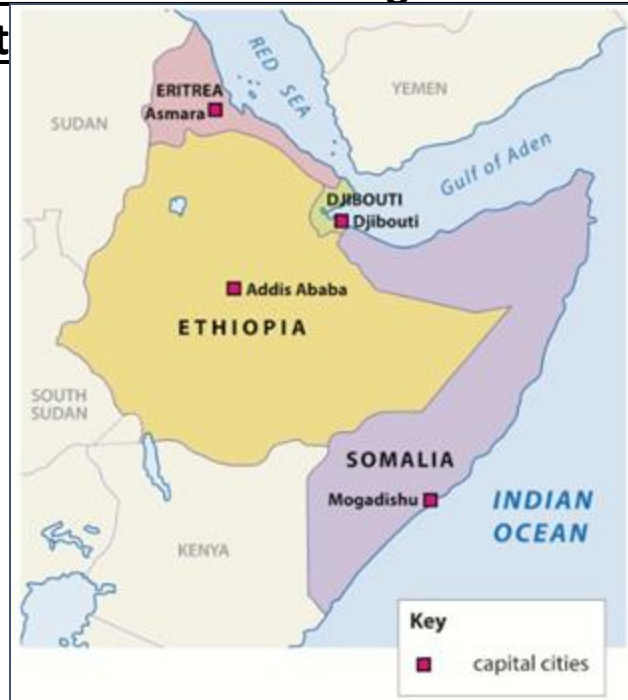 t
RED SEA
YEMEN
ERITREA
Asmara
SUDAN
Gulf of Aden
DJIBOUTI
Djibouti
Addis Ababa
ETHIOPIA
SOUTH
SUDAN
SOMALIA
Mogadishu
INDIAN
OCEAN
KENYA
Key
capital cities